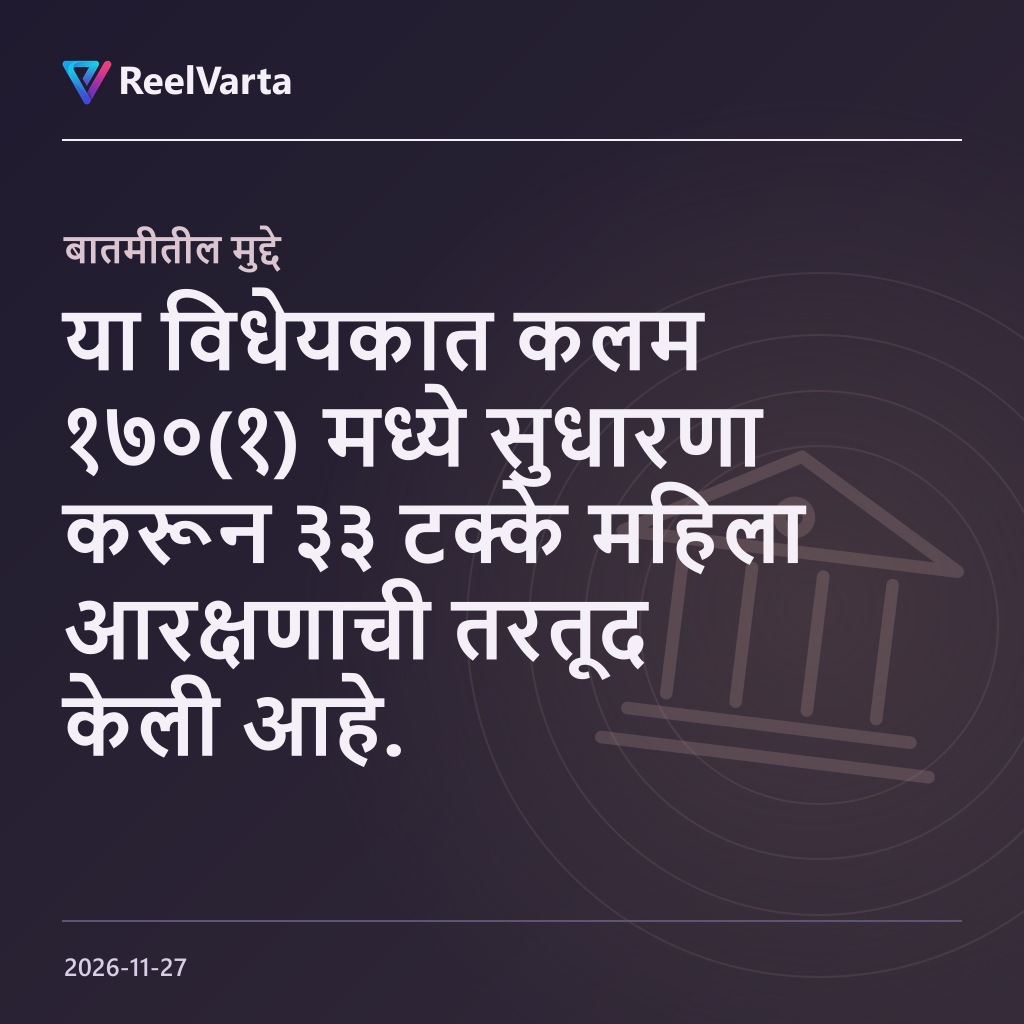 ReelVarta
बातमीतील मुद्दे
या विधेयकात कलम
१७०(१) मध्ये सुधारणा
करून ३३ टक्के महिला
आरक्षणाची तरतूद
केली आहे.
2026-11-27